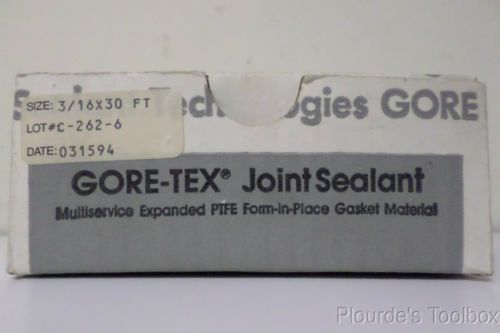 Technologies GORE
SIZE: 3/16X30 FT
LOT# C-262-6
DATE: 031594
GORE-TEX® Joint Sealant
Multiservice Expanded PTFE Form-in-Place Gasket Material
Plourde's Toolbox